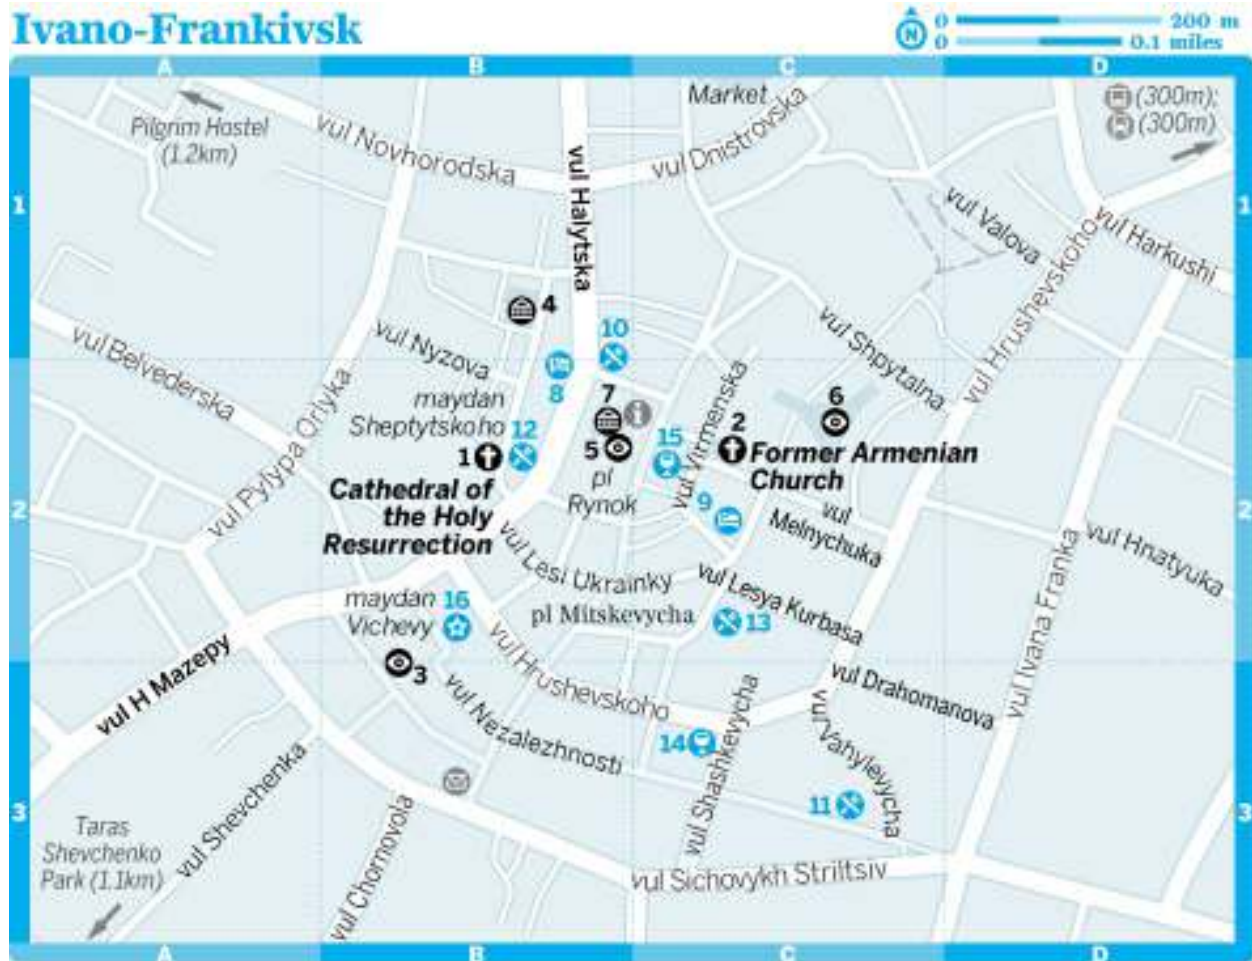 Ivano-Frankivsk
N
0
200 m
0
0.1 miles
A
B
C
D
1
1
Pilgrim Hostel
(1.2km)
vul Novhorodska
vul Halytska
Market
vul Dnistrovska
(300m);
(300m)
vul Valova
vul Harkushi
vul Hrushevskoho
4
10
vul Belvederska
vul Nyzova
vul Shpytalna
vul Pylypa Orlyka
maydan
Sheptytskoho
8
7
vul Virmenska
6
12
5
15
2
1
Cathedral of
the Holy
Resurrection
pl
Rynok
Former Armenian
Church
2
2
9
vul
Melnychuka
vul Lesi Ukrainky
vul Lesya Kurbasa
vul Ivana Franka
vul Hnatyuka
maydan
Vichevy
16
pl Mitskevycha
13
vul H Mazepy
3
vul Hrushevskoho
vul Drahomanova
vul Nezalezhnosti
14
vul Shashkevycha
vul Vahylevycha
11
3
3
Taras
Shevchenko
Park (1.1km)
vul Shevchenka
vul Chornovola
vul Sichovykh Striltsiv
A
B
C
D